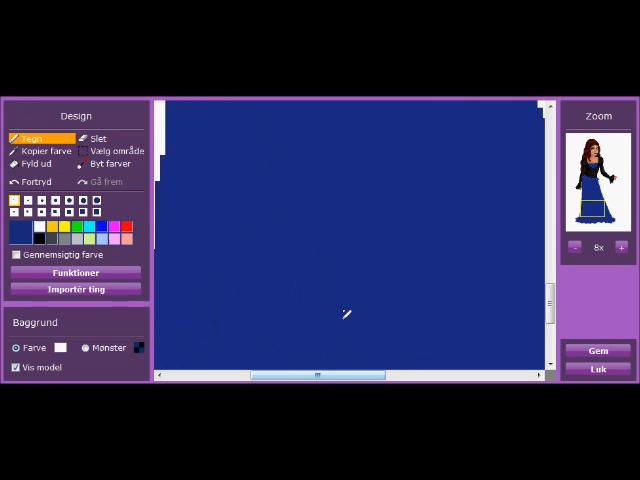 Design
Tegn
Slet
Kopier farve
Vælg område
Fyld ud
Byt farver
Fortryd
Gå frem
Gennemsigtig farve
Funktioner
Importér ting
Baggrund
Farve
Mønster
Vis model
Zoom
- 8x +
Gem
Luk